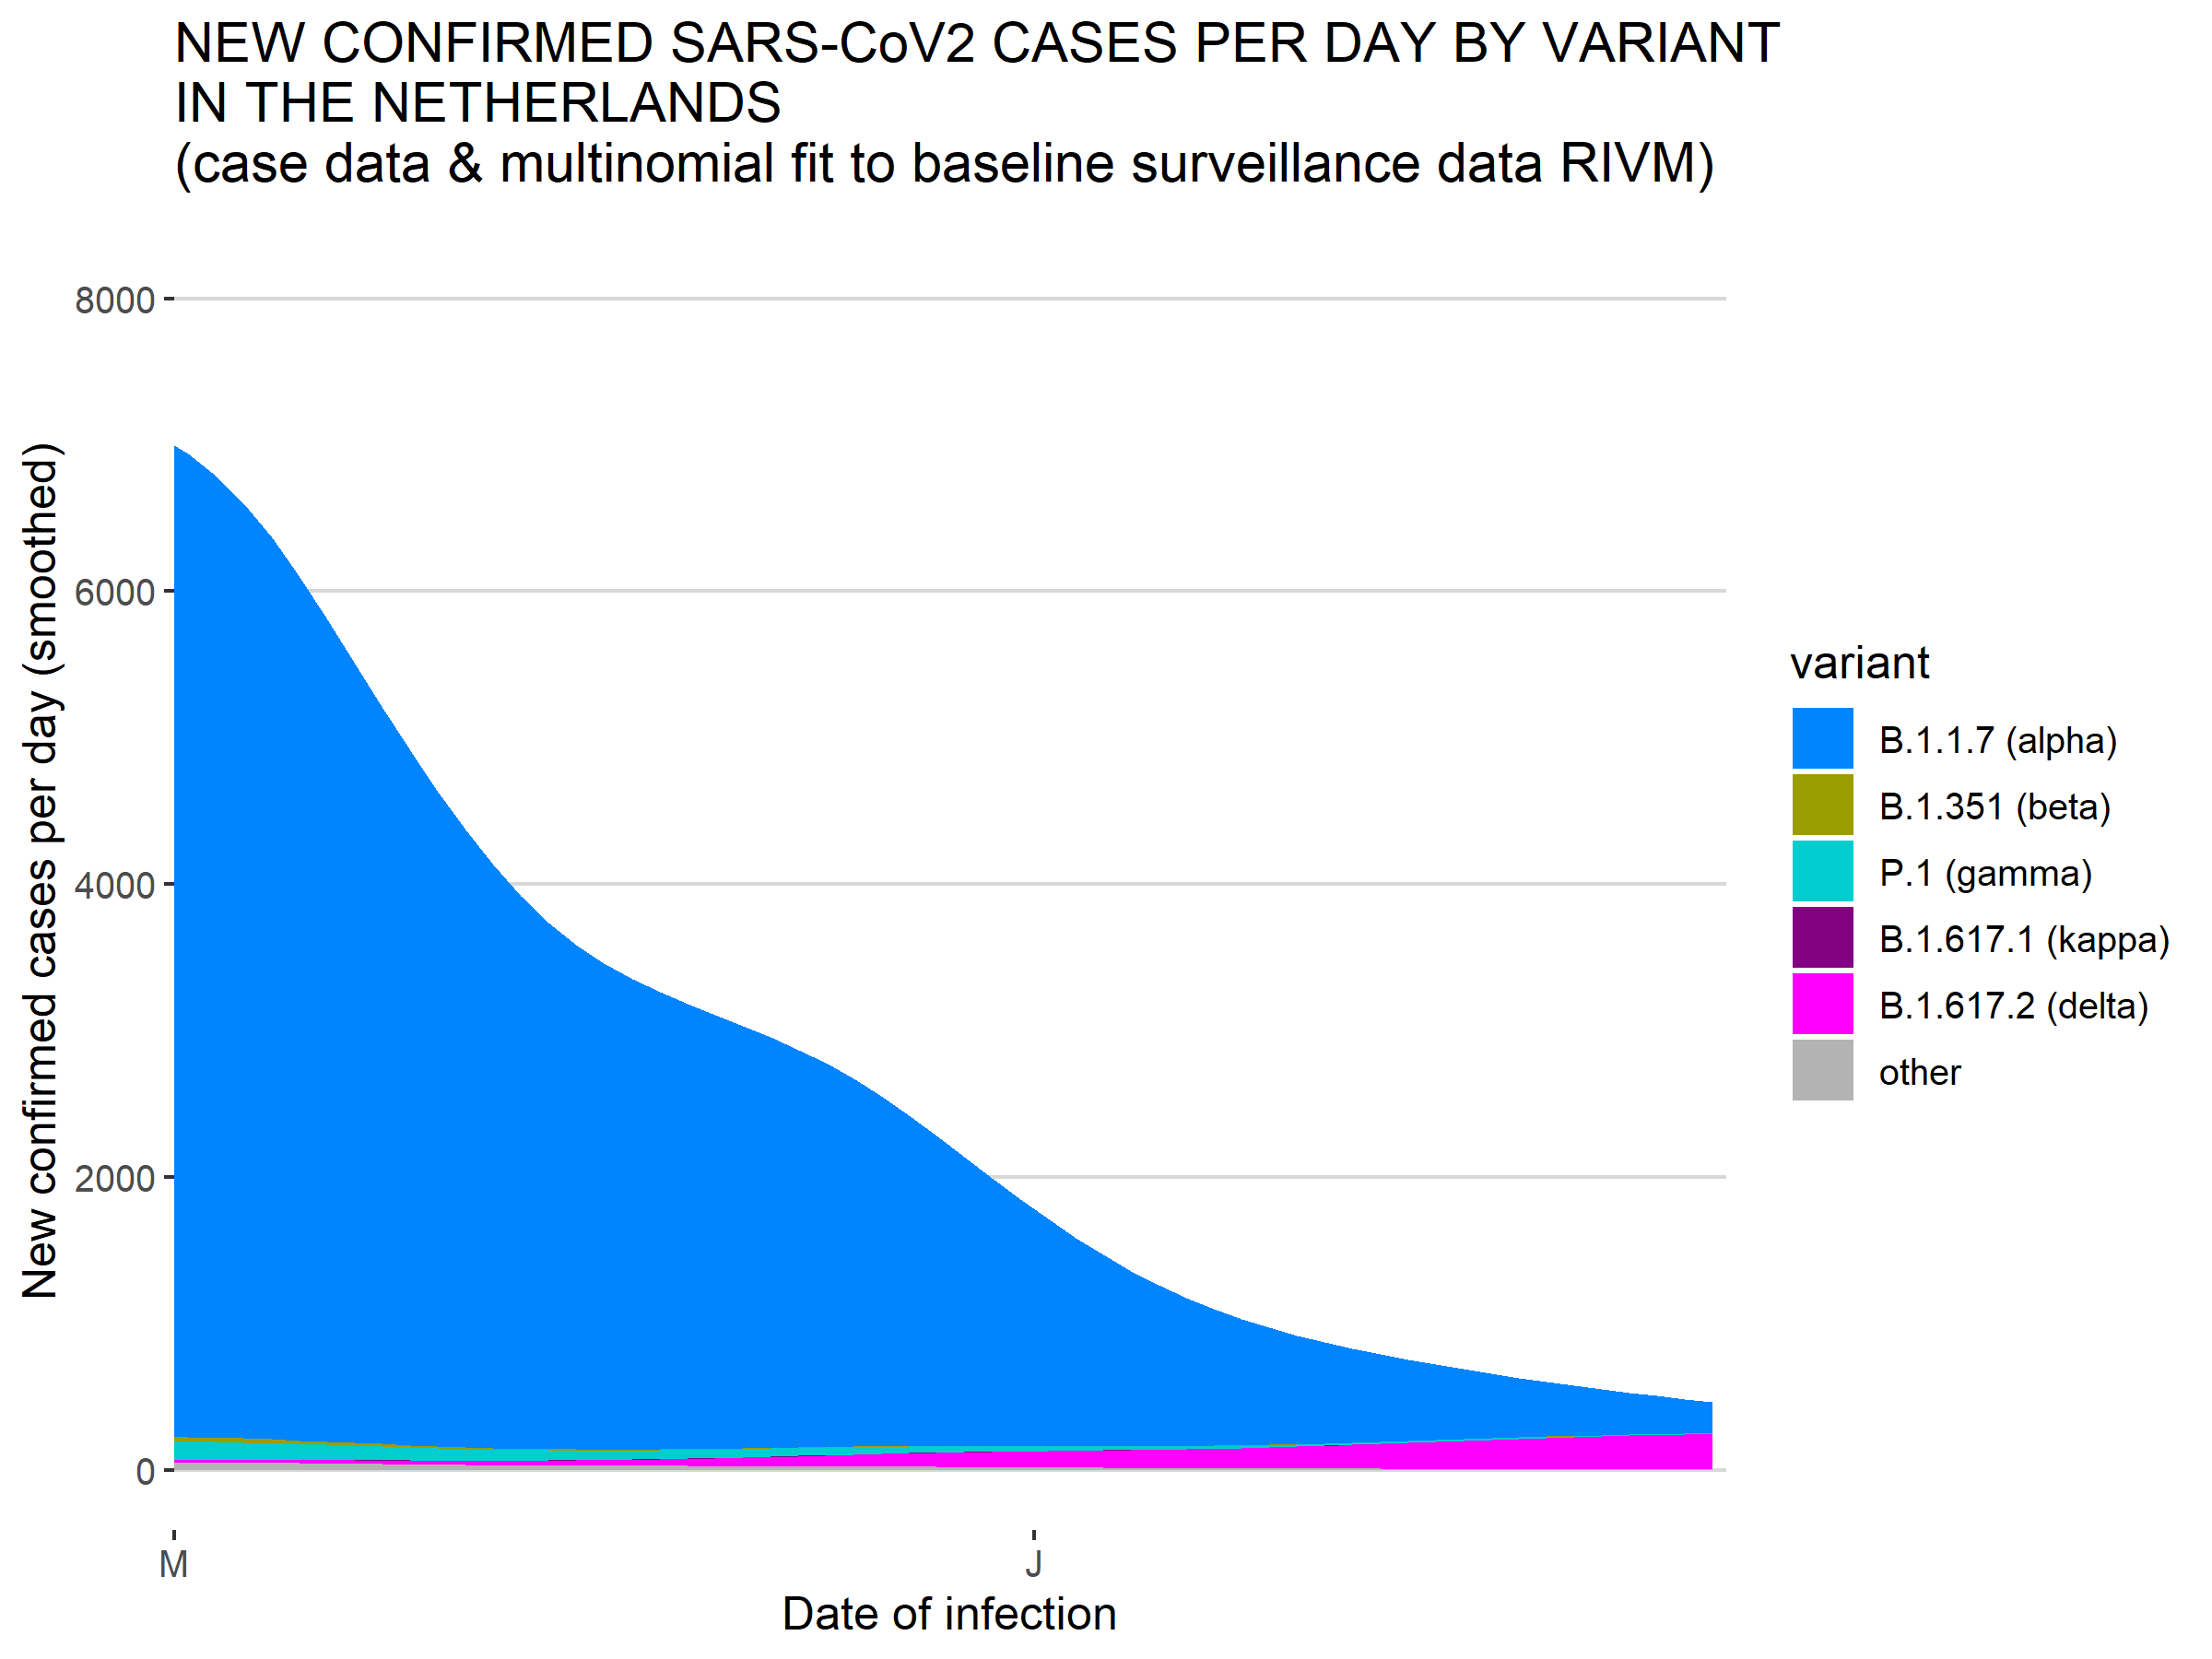 NEW CONFIRMED SARS-CoV2 CASES PER DAY BY VARIANT
IN THE NETHERLANDS
(case data & multinomial fit to baseline surveillance data RIVM)
New confirmed cases per day (smoothed)
8000
6000
4000
2000
0
M
J
Date of infection
variant
B.1.1.7 (alpha)
B.1.351 (beta)
P.1 (gamma)
B.1.617.1 (kappa)
B.1.617.2 (delta)
other